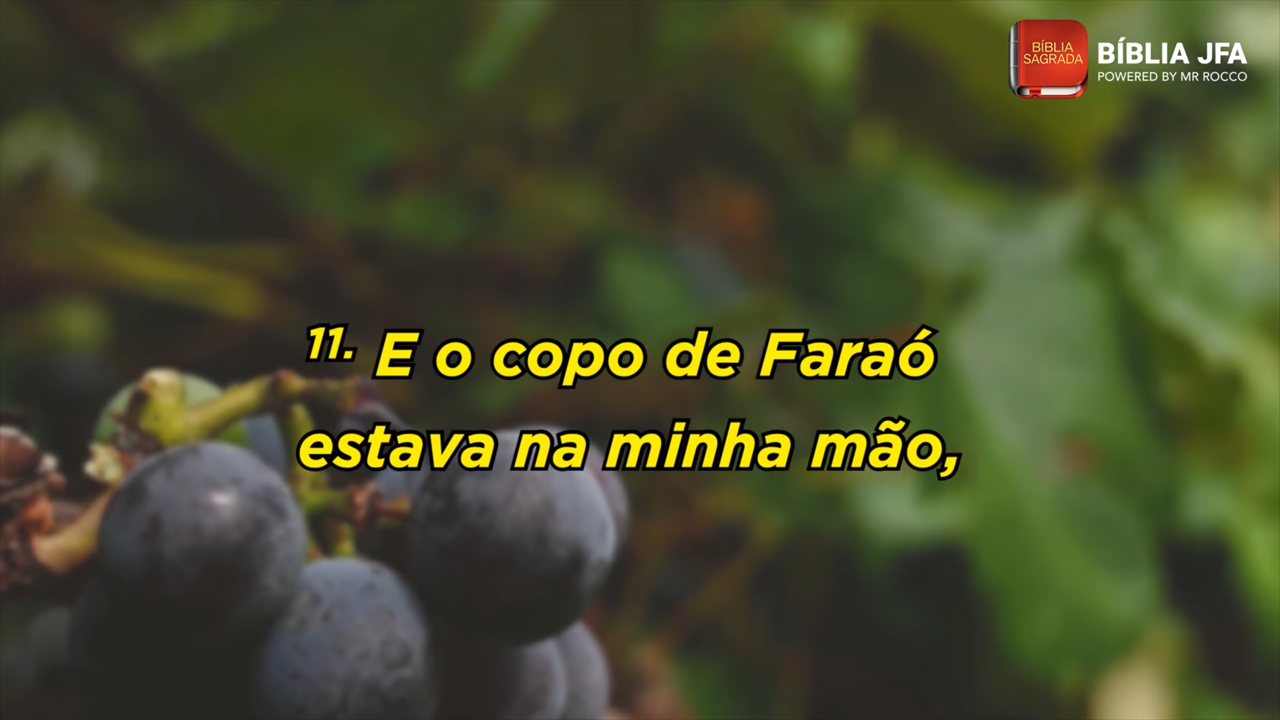 BÍBLIA
SAGRADA
BÍBLIA JFA
POWERED BY MR ROCCO
11. E o copo de Faraó
estava na minha mão,